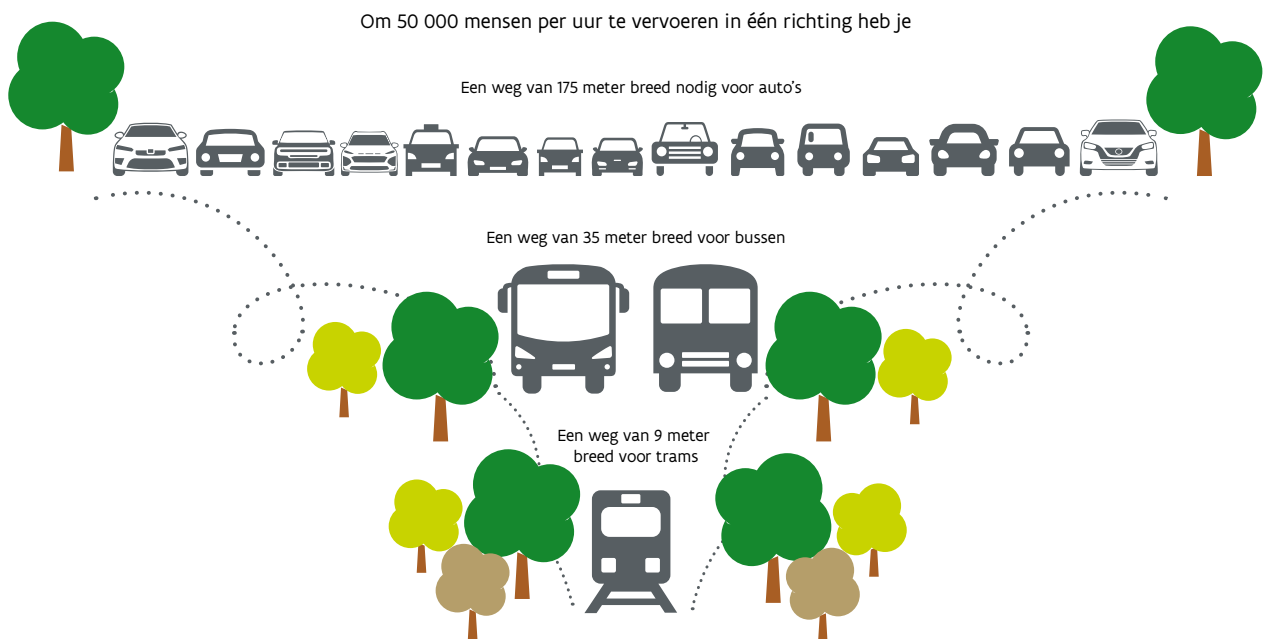 Om 50 000 mensen per uur te vervoeren in één richting heb je
Een weg van 175 meter breed nodig voor auto's
Een weg van 35 meter breed voor bussen
Een weg van 9 meter
breed voor trams